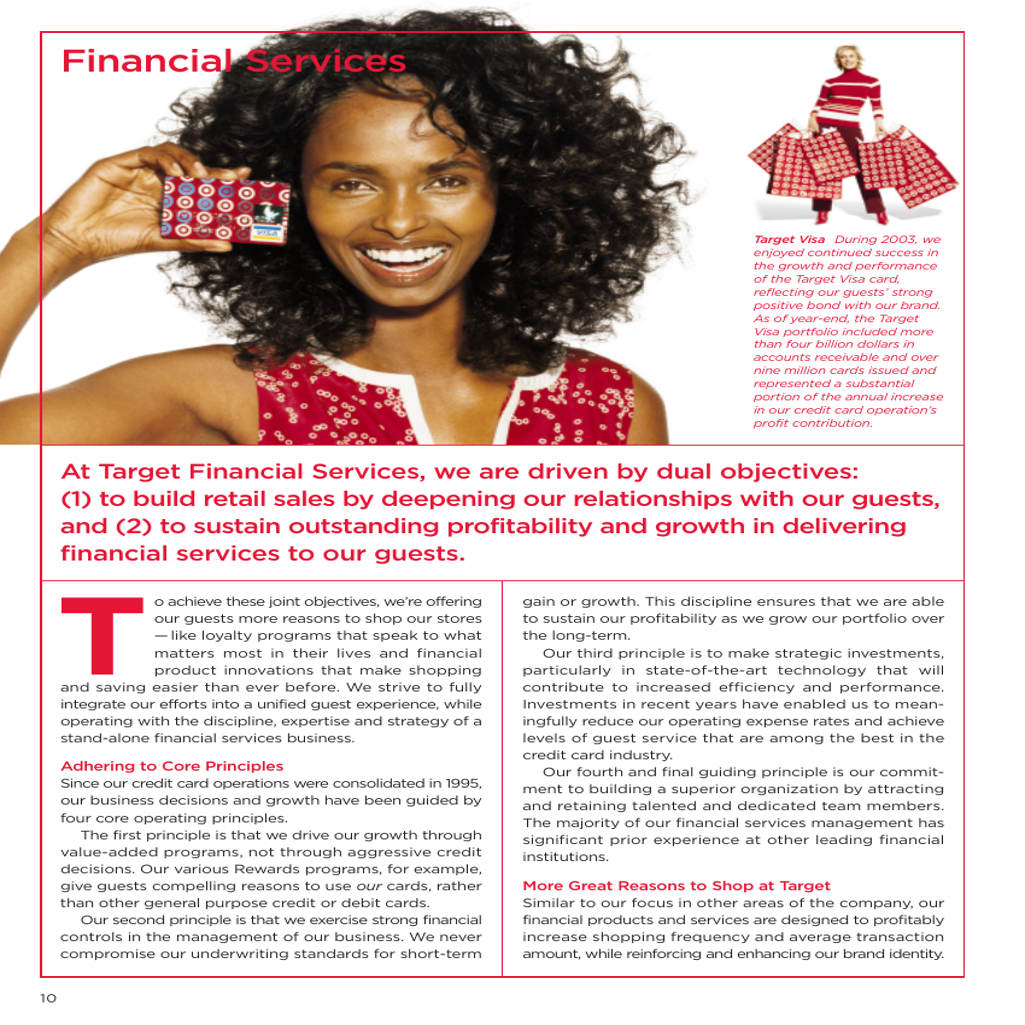 Financial Services
VISA
Target Visa During 2003, we
enjoyed continued success in
the growth and performance
of the Target Visa card,
reflecting our guests' strong
positive bond with our brand.
As of year-end, the Target
Visa portfolio included more
than four billion dollars in
accounts receivable and over
nine million cards issued and
represented a substantial
portion of the annual increase
in our credit card operation's
profit contribution.
At Target Financial Services, we are driven by dual objectives:
(1) to build retail sales by deepening our relationships with our guests,
and (2) to sustain outstanding profitability and growth in delivering
financial services to our guests.
To achieve these joint objectives, we're offering
our guests more reasons to shop our stores
— like loyalty programs that speak to what
matters most in their lives and financial
product innovations that make shopping
and saving easier than ever before. We strive to fully
integrate our efforts into a unified guest experience, while
operating with the discipline, expertise and strategy of a
stand-alone financial services business.
Adhering to Core Principles
Since our credit card operations were consolidated in 1995,
our business decisions and growth have been guided by
four core operating principles.
The first principle is that we drive our growth through
value-added programs, not through aggressive credit
decisions. Our various Rewards programs, for example,
give guests compelling reasons to use our cards, rather
than other general purpose credit or debit cards.
Our second principle is that we exercise strong financial
controls in the management of our business. We never
compromise our underwriting standards for short-term
gain or growth. This discipline ensures that we are able
to sustain our profitability as we grow our portfolio over
the long-term.
Our third principle is to make strategic investments,
particularly in state-of-the-art technology that will
contribute to increased efficiency and performance.
Investments in recent years have enabled us to mean-
ingfully reduce our operating expense rates and achieve
levels of guest service that are among the best in the
credit card industry.
Our fourth and final guiding principle is our commit-
ment to building a superior organization by attracting
and retaining talented and dedicated team members.
The majority of our financial services management has
significant prior experience at other leading financial
institutions.
More Great Reasons to Shop at Target
Similar to our focus in other areas of the company, our
financial products and services are designed to profitably
increase shopping frequency and average transaction
amount, while reinforcing and enhancing our brand identity.
10